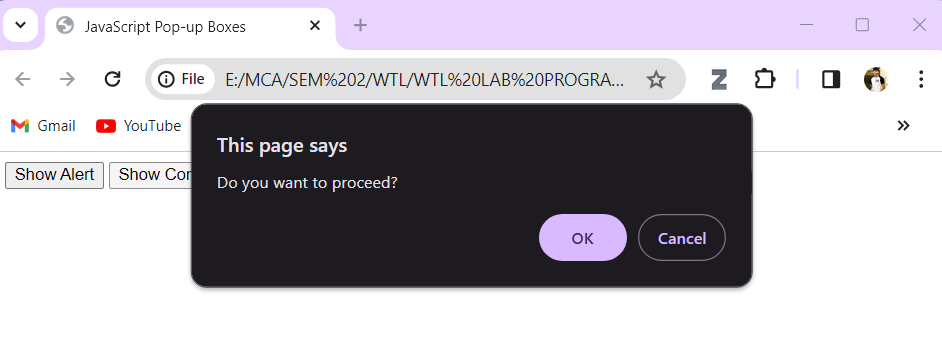 JavaScript Pop-up Boxes
File E:/MCA/SEM%202/WTL/WTL%20LAB%20PROGRA...
Gmail YouTube
This page says
Do you want to proceed?
OK Cancel
Show Alert Show Con